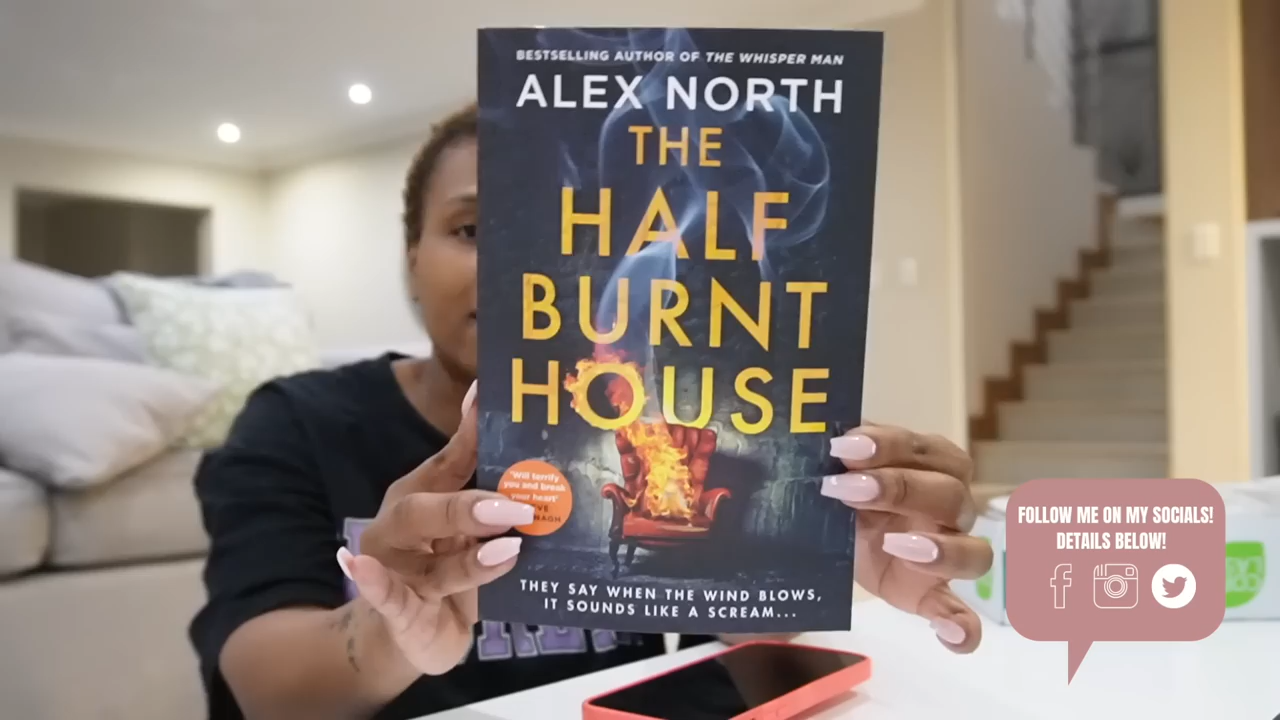 BESTSELLING AUTHOR OF THE WHISPER MAN
ALEX NORTH
THE
HALF
BURNT
HOUSE
'Will terrify
you and break
your heart'
THEY SAY WHEN THE WIND BLOWS,
IT SOUNDS LIKE A SCREAM...
FOLLOW ME ON MY SOCIALS!
DETAILS BELOW!